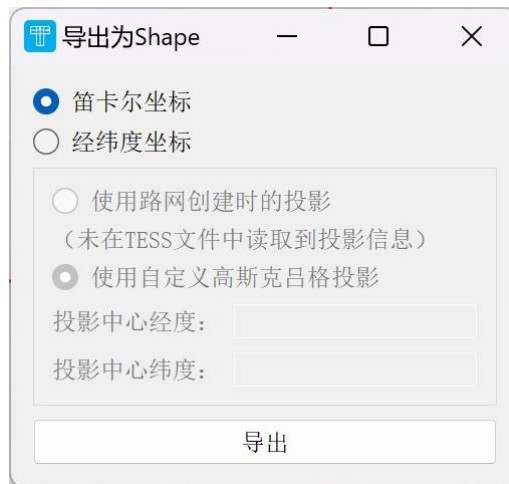 导出为Shape
笛卡尔坐标
经纬度坐标
使用路网创建时的投影
（未在TESS文件中读取到投影信息）
使用自定义高斯克吕格投影
投影中心经度：
投影中心纬度：
导出